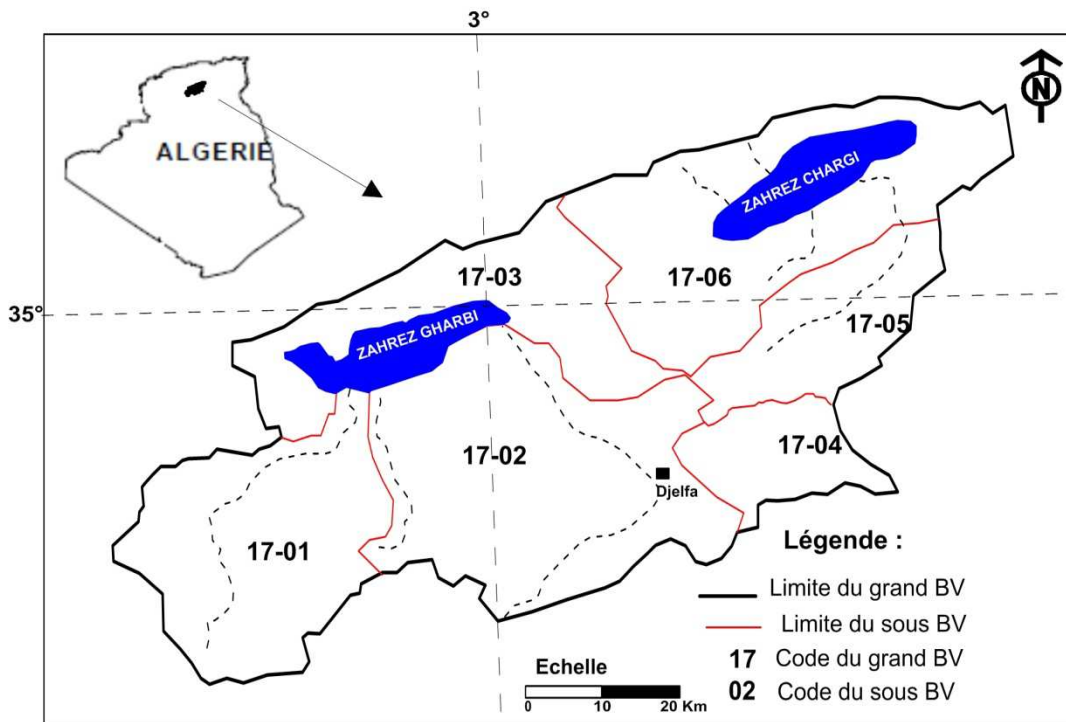 3°
N
ALGERIE
ZAHREZ CHARGI
17-03
17-06
35°
ZAHREZ GHARBI
17-05
17-02
17-04
Djelfa
17-01
Légende :
Limite du grand BV
Limite du sous BV
17 Code du grand BV
02 Code du sous BV
Echelle
0 10 20 Km